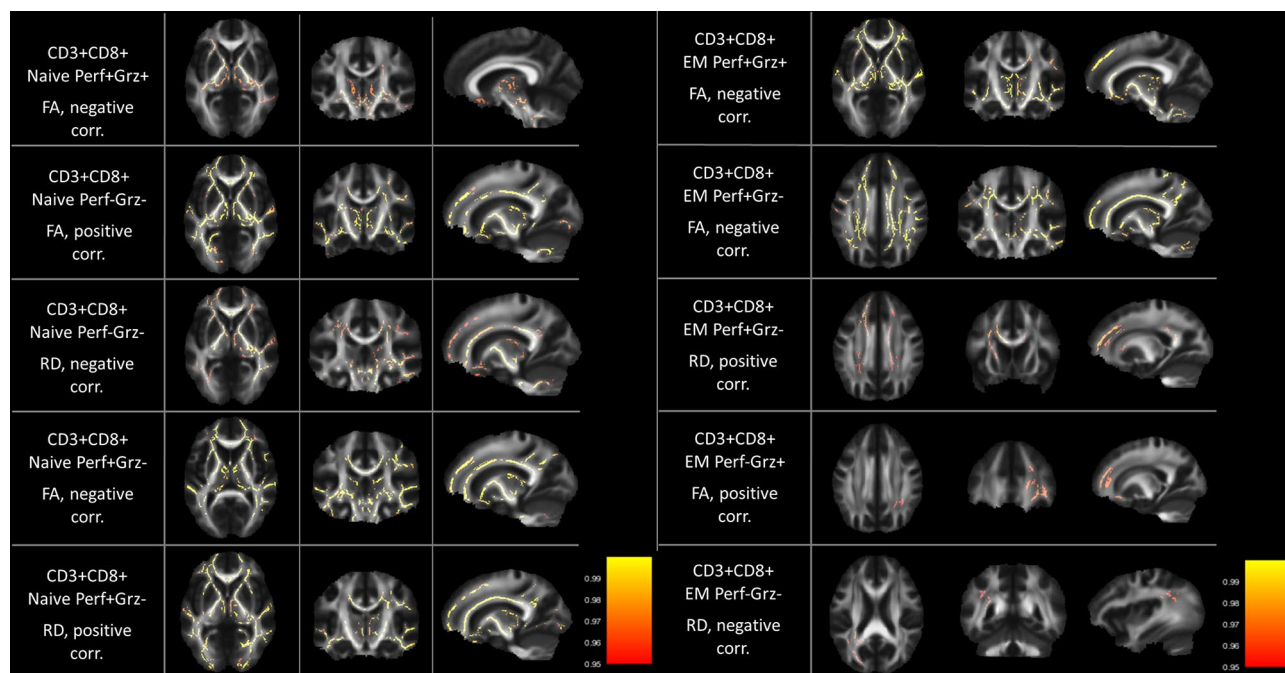 CD3+CD8+
Naive Perf+Grz+
FA, negative
corr.
CD3+CD8+
Naive Perf-Grz-
FA, positive
corr.
CD3+CD8+
Naive Perf-Grz-
RD, negative
corr.
CD3+CD8+
Naive Perf+Grz-
FA, negative
corr.
CD3+CD8+
Naive Perf+Grz-
RD, positive
corr.
0.99
0.98
0.97
0.96
0.95
CD3+CD8+
EM Perf+Grz+
FA, negative
corr.
CD3+CD8+
EM Perf+Grz-
FA, negative
corr.
CD3+CD8+
EM Perf+Grz-
RD, positive
corr.
CD3+CD8+
EM Perf-Grz+
FA, positive
corr.
CD3+CD8+
EM Perf-Grz-
RD, negative
corr.
0.99
0.98
0.97
0.96
0.95